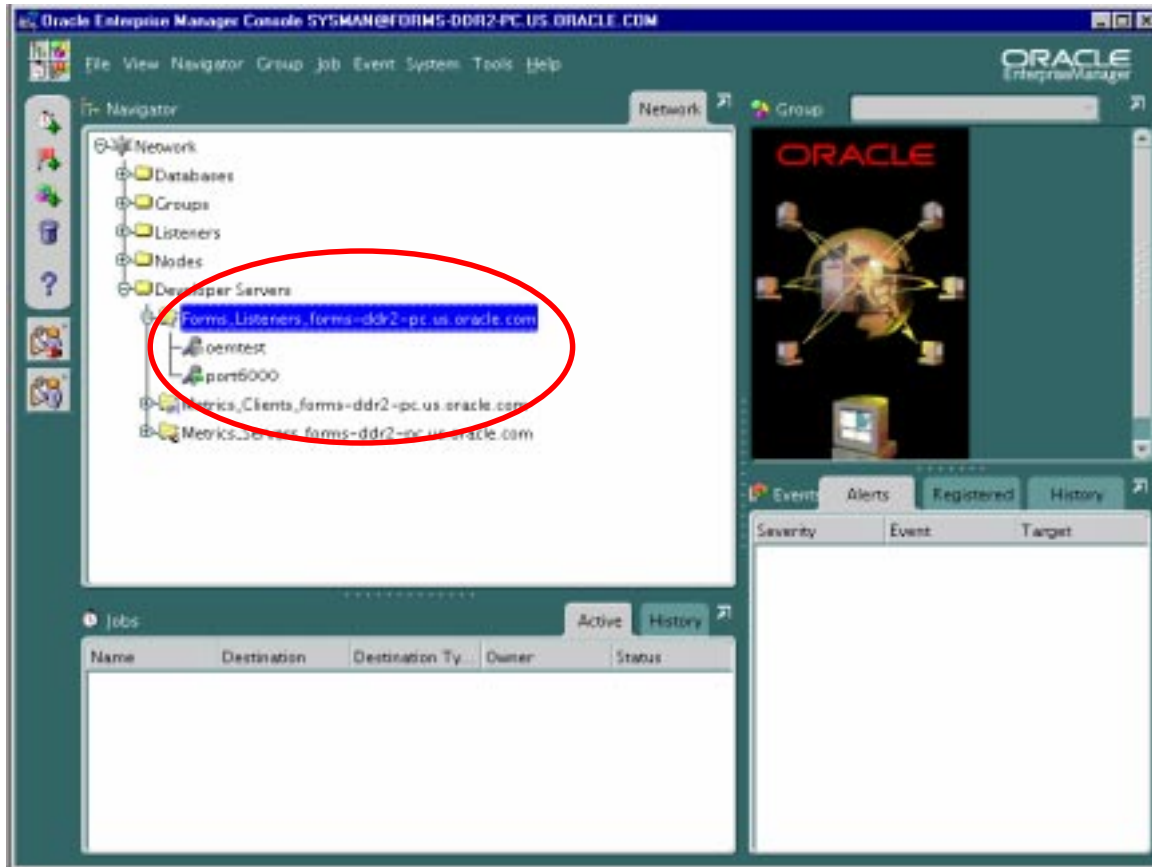 Oracle Enterprise Manager Console SYSMAN@FORMS-DDR2-PC.US.ORACLE.COM
File View Navigator Group Job Event System Tools Help
ORACLE
EnterpriseManager
Navigator
Network
Group
Network
Databases
Groups
Listeners
Nodes
Developer Servers
Forms_Listeners_forms-ddr2-pc.us.oracle.com
oemtest
port6000
Metrics_Clients_forms-ddr2-pc.us.oracle.com
Metrics_Servers_forms-ddr2-pc.us.oracle.com
ORACLE
Events
Alerts
Registered
History
Severity Event Target
Jobs
Active
History
Name Destination Destination Ty... Owner Status
?